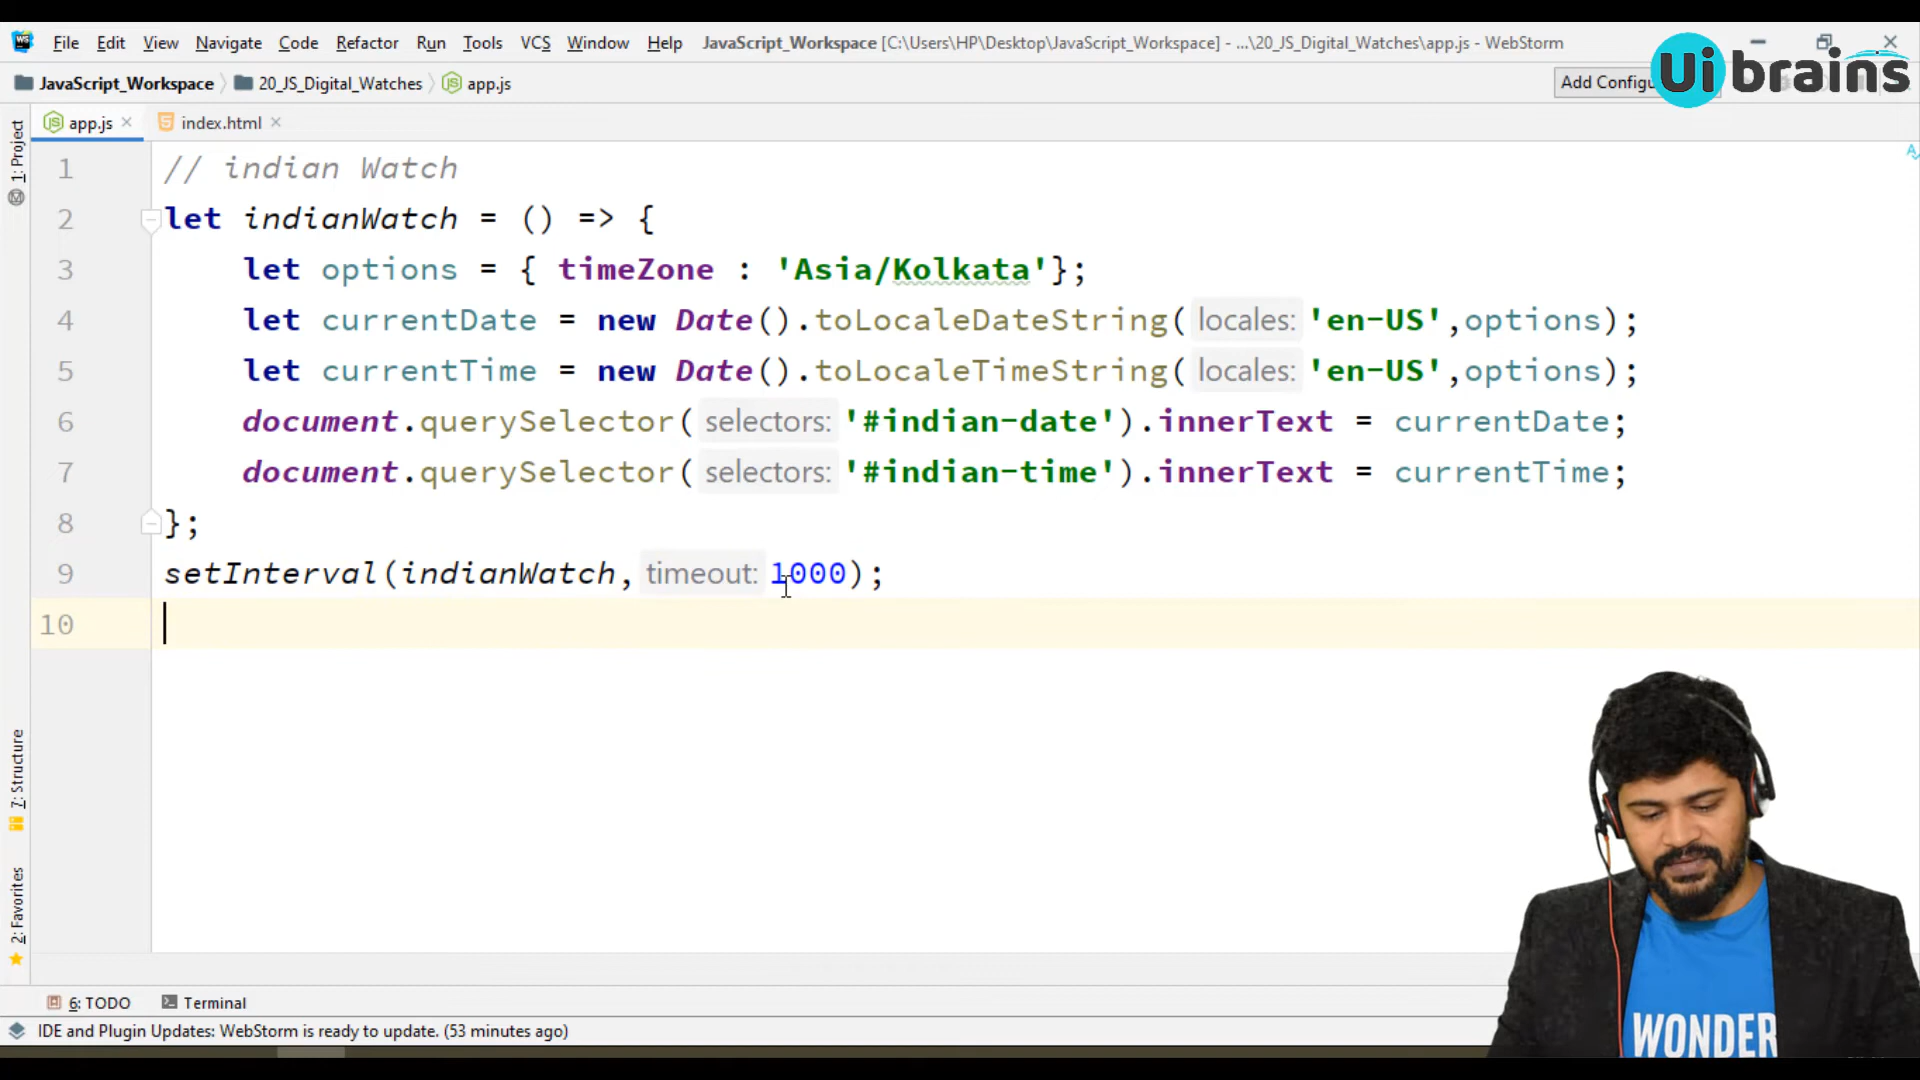 File Edit View Navigate Code Refactor Run Tools VCS Window Help JavaScript_Workspace [C:\Users\HP\Desktop\JavaScript_Workspace] - ...\20_JS_Digital_Watches\app.js - WebStorm
JavaScript_Workspace 20_JS_Digital_Watches app.js
Ui brains
app.js index.html
1: Project
7: Structure
2: Favorites
1 // indian Watch
2 let indianWatch = () => {
3 let options = { timeZone : 'Asia/Kolkata'};
4 let currentDate = new Date().toLocaleDateString( locales: 'en-US',options);
5 let currentTime = new Date().toLocaleTimeString( locales: 'en-US',options);
6 document.querySelector( selectors: '#indian-date').innerText = currentDate;
7 document.querySelector( selectors: '#indian-time').innerText = currentTime;
8 };
9 setInterval(indianWatch, timeout: 1000);
10
WONDER
6: TODO Terminal
IDE and Plugin Updates: WebStorm is ready to update. (53 minutes ago)